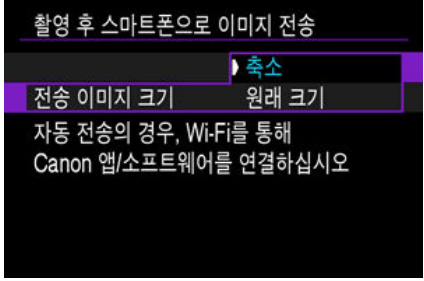 촬영 후 스마트폰으로 이미지 전송
축소
전송 이미지 크기 원래 크기
자동 전송의 경우, Wi-Fi를 통해
Canon 앱/소프트웨어를 연결하십시오